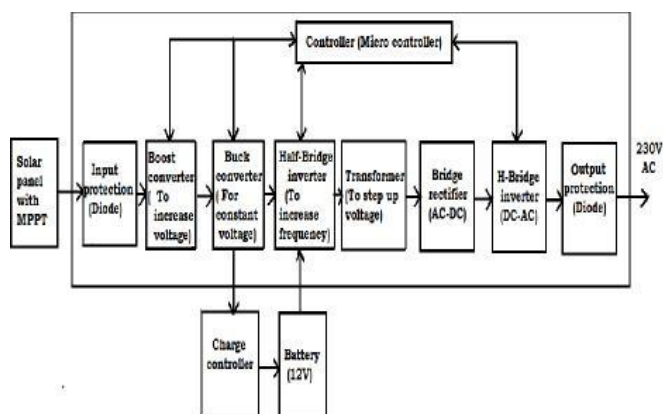 Controller (Micro controller)
Solar
panel
with
MPPT
Input
protection
(Diode)
Boost
converter
( To
increase
voltage)
Buck
converter
( For
constant
voltage)
Half-Bridge
inverter
(To
increase
frequency)
Transformer
(To step up
voltage)
Bridge
rectifier
(AC-DC)
H-Bridge
inverter
(DC-AC)
Output
protection
(Diode)
230V
AC
Charge
controller
Battery
(12V)